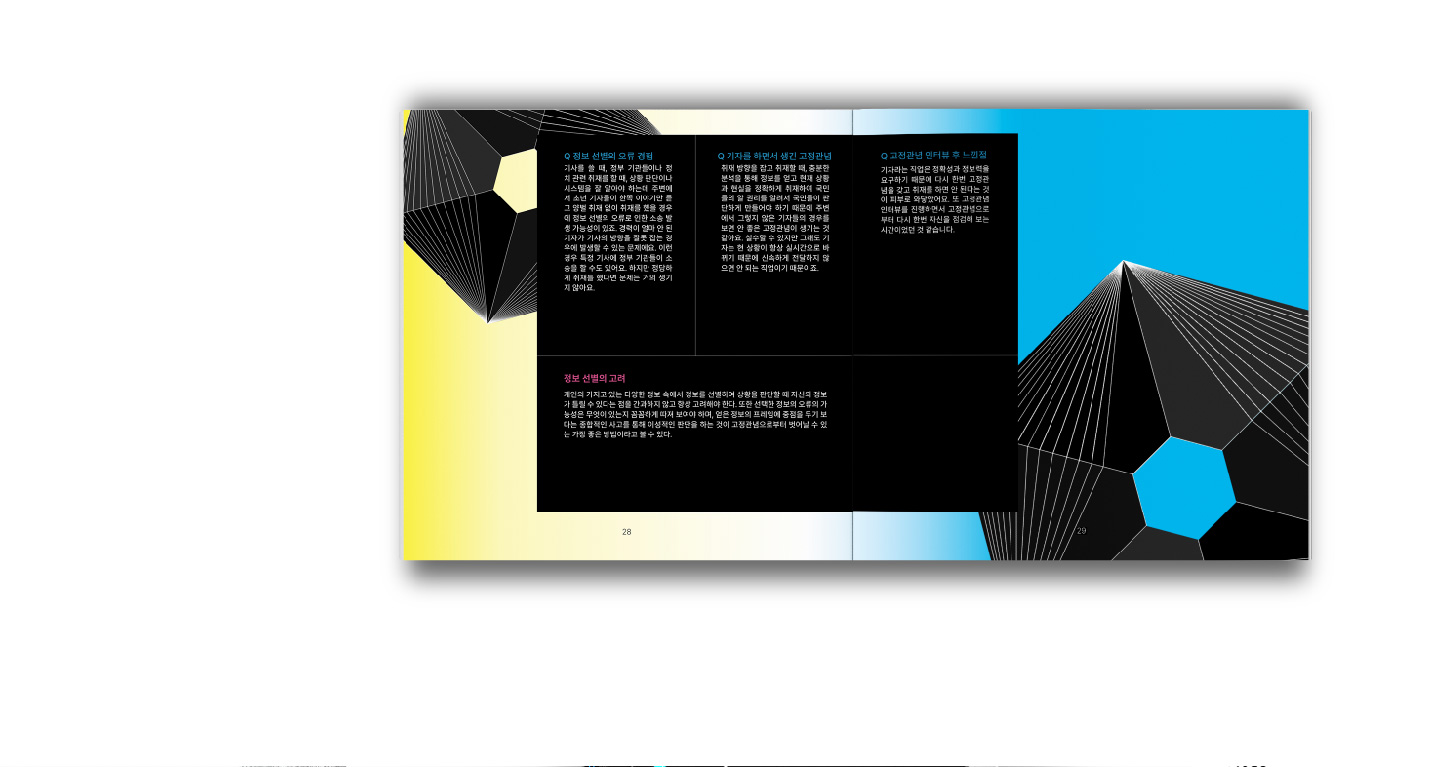 Q 정보 선별의 오류 경험
기사를 쓸 때, 정부 기관들이나 정
치 관련 취재를 할 때, 상황 판단이나
시스템을 잘 알아야 하는데 주변에
서 초년 기자들이 한쪽 이야기만 듣
고 양벌 취재 없이 취재를 했을 경우
에 정보 선별의 오류로 인한 소송 발
생 가능성이 있죠. 경력이 얼마 안 된
기자가 기사의 방향을 잘못 잡는 경
우에 발생할 수 있는 문제예요. 이런
경우 특정 기사에 정부 기관들이 소
송을 할 수도 있어요. 하지만 정당하
게 취재를 했다면 문제는 거의 생기
지 않아요.
Q 기자를 하면서 생긴 고정관념
취재 방향을 잡고 취재할 때, 충분한
분석을 통해 정보를 얻고 현재 상황
과 현실을 정확하게 취재하여 국민
들의 알 권리를 알려서 국민들이 판
단하게 만들어야 하기 때문에 주변
에서 그렇지 않은 기자들의 경우를
보면 안 좋은 고정관념이 생기는 것
같아요. 실수할 수 있지만 그래도 기
자는 현 상황이 항상 실시간으로 바
뀌기 때문에 신속하게 전달하지 않
으면 안 되는 직업이기 때문이죠.
Q 고정관념 인터뷰 후 느낀점
기자라는 직업은 정확성과 정보력을
요구하기 때문에 다시 한번 고정관
념을 갖고 취재를 하면 안 된다는 것
이 피부로 와닿았어요. 또 고정관념
인터뷰를 진행하면서 고정관념으로
부터 다시 한번 자신을 점검해 보는
시간이었던 것 같습니다.
정보 선별의 고려
개인의 가지고 있는 다양한 정보 속에서 정보를 선별하여 상황을 판단할 때 자신의 정보
가 틀릴 수 있다는 점을 간과하지 않고 항상 고려해야 한다. 또한 선택한 정보의 오류의 가
능성은 무엇이 있는지 꼼꼼하게 따져 보아야 하며, 얻은 정보의 프레임에 중점을 두기 보
다는 종합적인 사고를 통해 이성적인 판단을 하는 것이 고정관념으로부터 벗어날 수 있
는 가장 좋은 방법이라고 볼 수 있다.
28
29